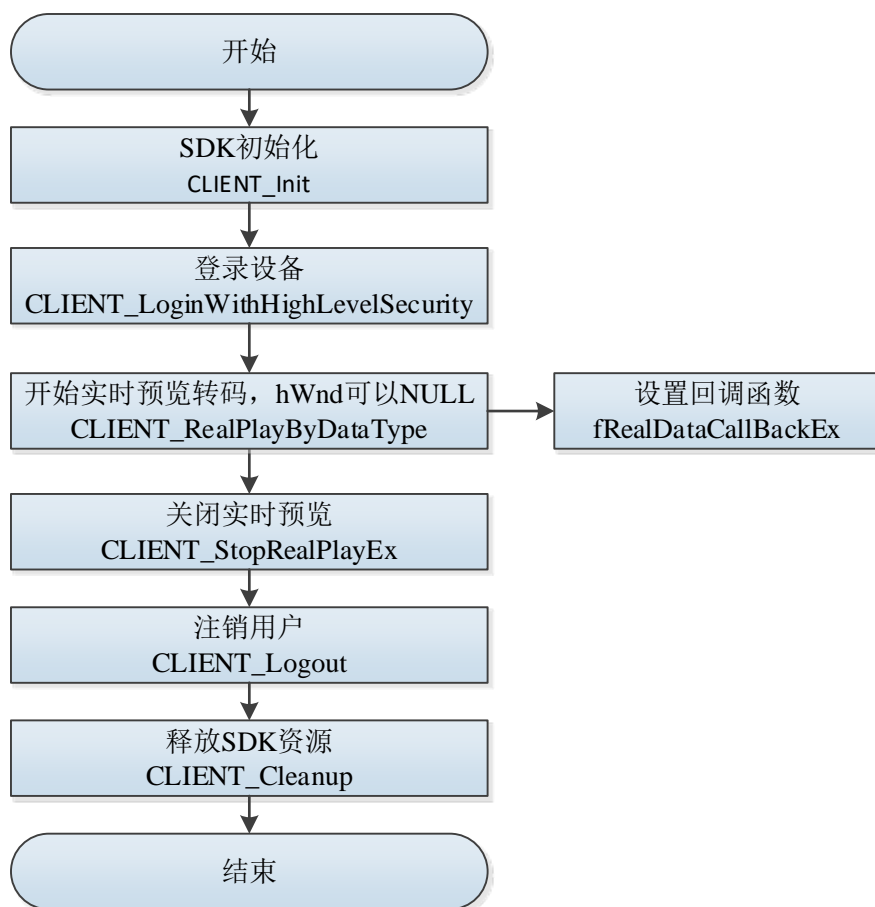 开始
SDK初始化
CLIENT_Init
登录设备
CLIENT_LoginWithHighLevelSecurity
开始实时预览转码，hWnd可以NULL
CLIENT_RealPlayByDataType
设置回调函数
fRealDataCallBackEx
关闭实时预览
CLIENT_StopRealPlayEx
注销用户
CLIENT_Logout
释放SDK资源
CLIENT_Cleanup
结束